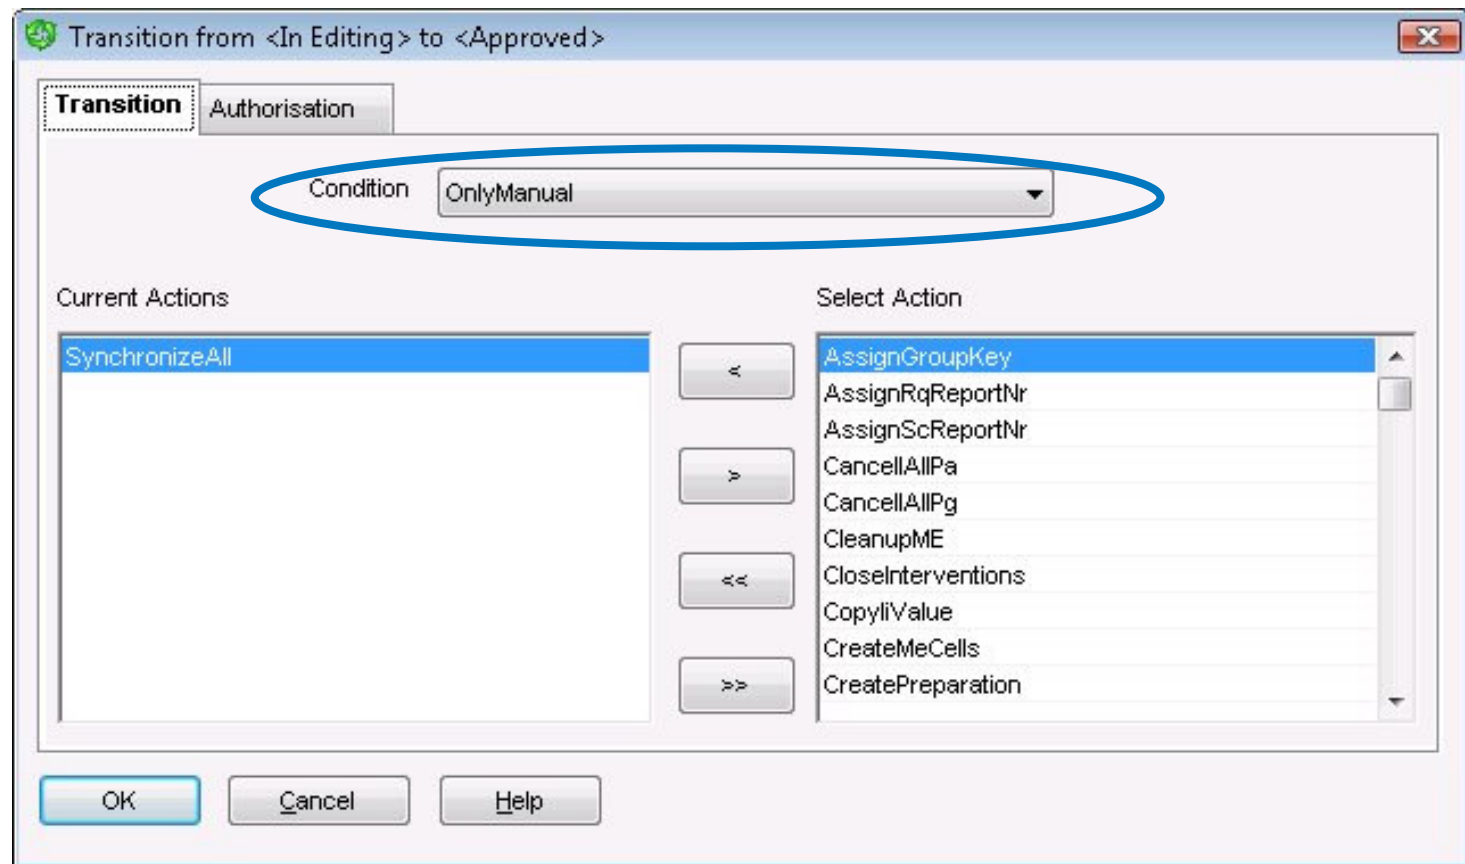 Transition from <In Editing> to <Approved>
Transition
Authorisation
Condition
OnlyManual
Current Actions
Select Action
SynchronizeAll
<
>
<<
>>
AssignGroupKey
AssignRqReportNr
AssignScReportNr
CancellAllPa
CancellAllPg
CleanupME
CloseInterventions
CopyIiValue
CreateMeCells
CreatePreparation
OK
Cancel
Help